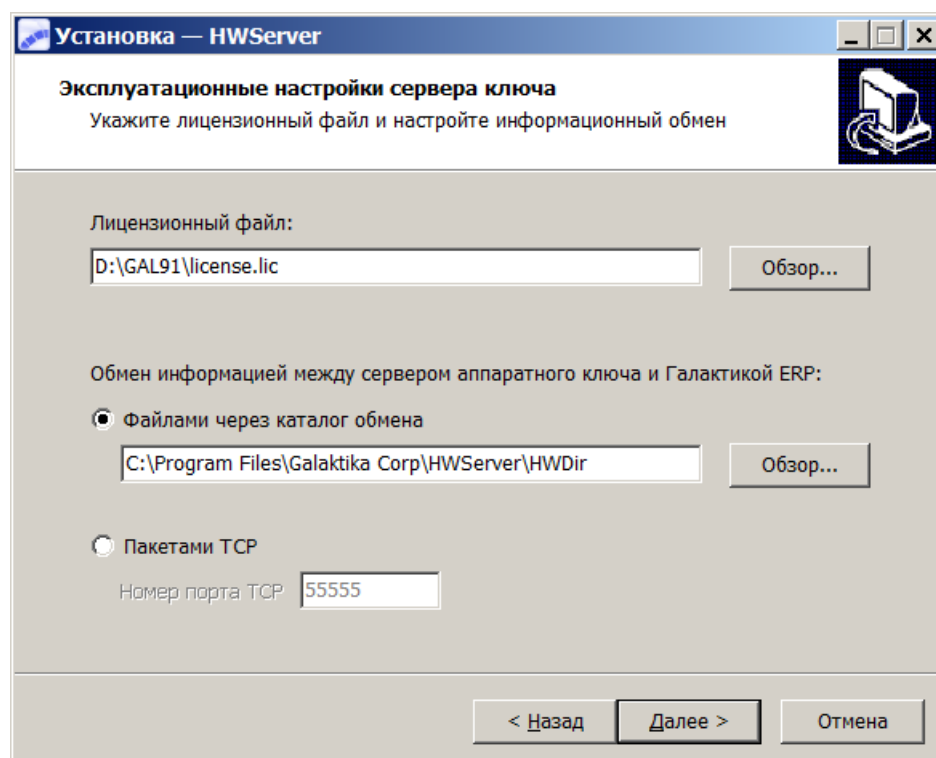 Установка — HWServer
Эксплуатационные настройки сервера ключа
Укажите лицензионный файл и настройте информационный обмен
Лицензионный файл:
D:\GAL91\license.lic
Обзор...
Обмен информацией между сервером аппаратного ключа и Галактикой ERP:
Файлами через каталог обмена
C:\Program Files\Galaktika Corp\HWServer\HWDir
Обзор...
Пакетами TCP
Номер порта TCP 55555
< Назад Далее > Отмена